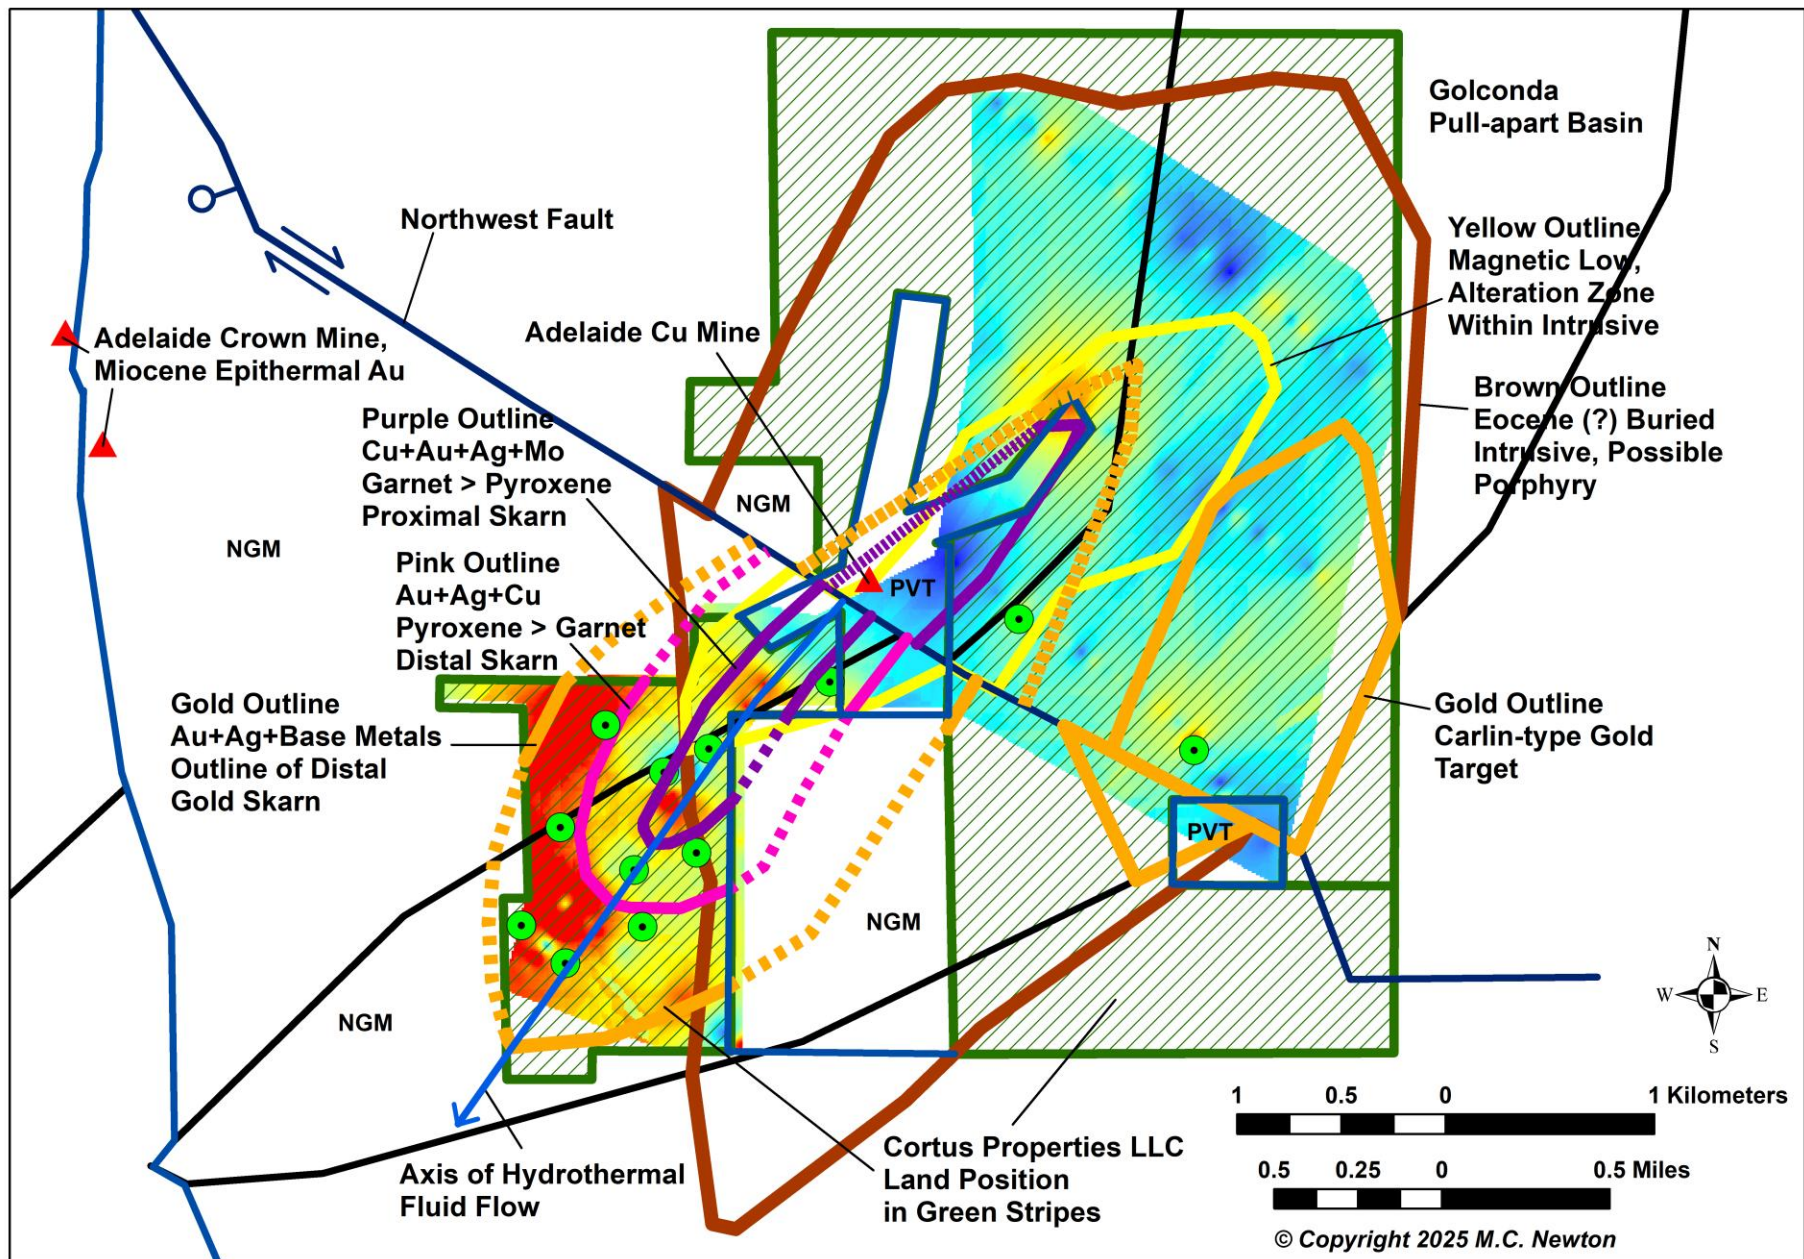 Golconda
Pull-apart Basin
Northwest Fault
Yellow Outline
Magnetic Low,
Alteration Zone
Within Intrusive
Adelaide Crown Mine,
Miocene Epithermal Au
Adelaide Cu Mine
Brown Outline
Eocene (?) Buried
Intrusive, Possible
Porphyry
Purple Outline
Cu+Au+Ag+Mo
Garnet > Pyroxene
Proximal Skarn
NGM
NGM
Pink Outline
Au+Ag+Cu
Pyroxene > Garnet
Distal Skarn
PVT
Gold Outline
Au+Ag+Base Metals
Outline of Distal
Gold Skarn
Gold Outline
Carlin-type Gold
Target
PVT
NGM
NGM
N
W
E
S
Axis of Hydrothermal
Fluid Flow
Cortus Properties LLC
Land Position
in Green Stripes
1 0.5 0 1 Kilometers
0.5 0.25 0 0.5 Miles
© Copyright 2025 M.C. Newton